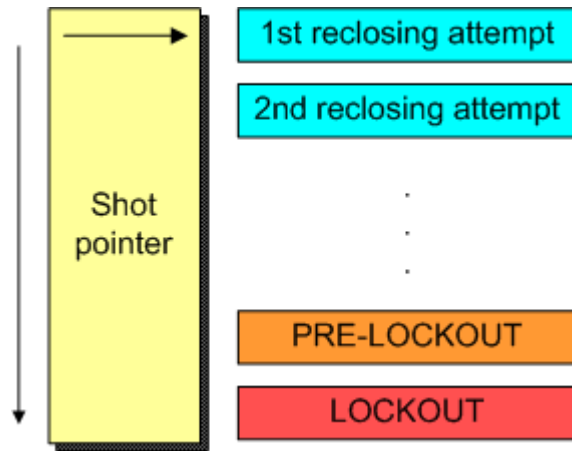 1st reclosing attempt
2nd reclosing attempt
Shot
pointer
.
.
.
PRE-LOCKOUT
LOCKOUT